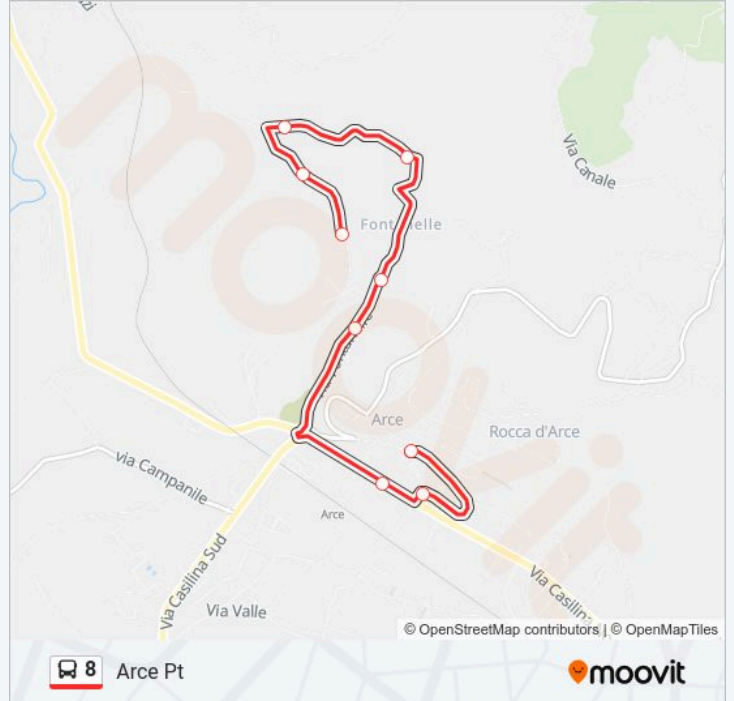 Via Canale
Fontanelle
Arce
Rocca d'Arce
via Campanile
Arce
Via Casilina Sud
Via Valle
Via Casilina
© OpenStreetMap contributors | © OpenMapTiles
8 Arce Pt
moovit